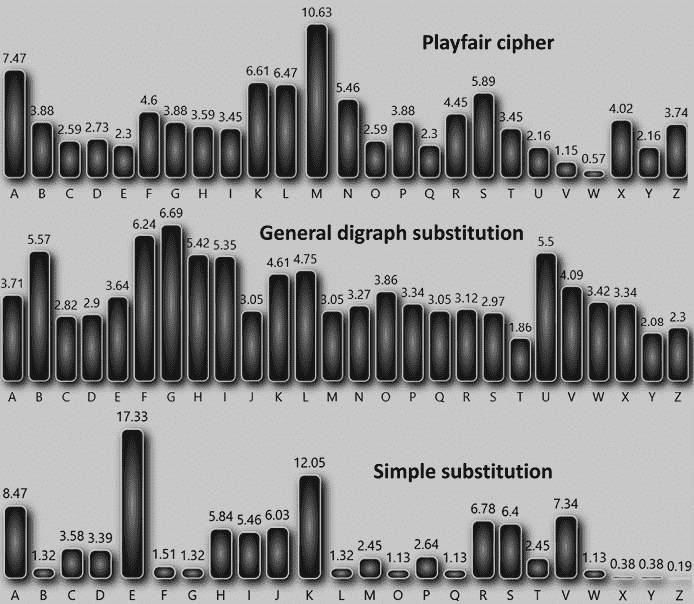 Playfair cipher
7.47 3.88 2.59 2.73 2.3 4.6 3.88 3.59 3.45 6.61 6.47 10.63 5.46 2.59 3.88 2.3 4.45 5.89 3.45 2.16 1.15 0.57 4.02 2.16 3.74
A B C D E F G H I K L M N O P Q R S T U V W X Y Z
General digraph substitution
3.71 5.57 2.82 2.9 3.64 6.24 6.69 5.42 5.35 3.05 4.61 4.75 3.05 3.27 3.86 3.34 3.05 3.12 2.97 1.86 5.5 4.09 3.42 3.34 2.08 2.3
A B C D E F G H I J K L M N O P Q R S T U V W X Y Z
Simple substitution
8.47 1.32 3.58 3.39 17.33 1.51 1.32 5.84 5.46 6.03 12.05 1.32 2.45 1.13 2.64 1.13 6.78 6.4 2.45 7.34 1.13 0.38 0.38 0.19
A B C D E F G H I J K L M O P Q R S T V W X Y Z